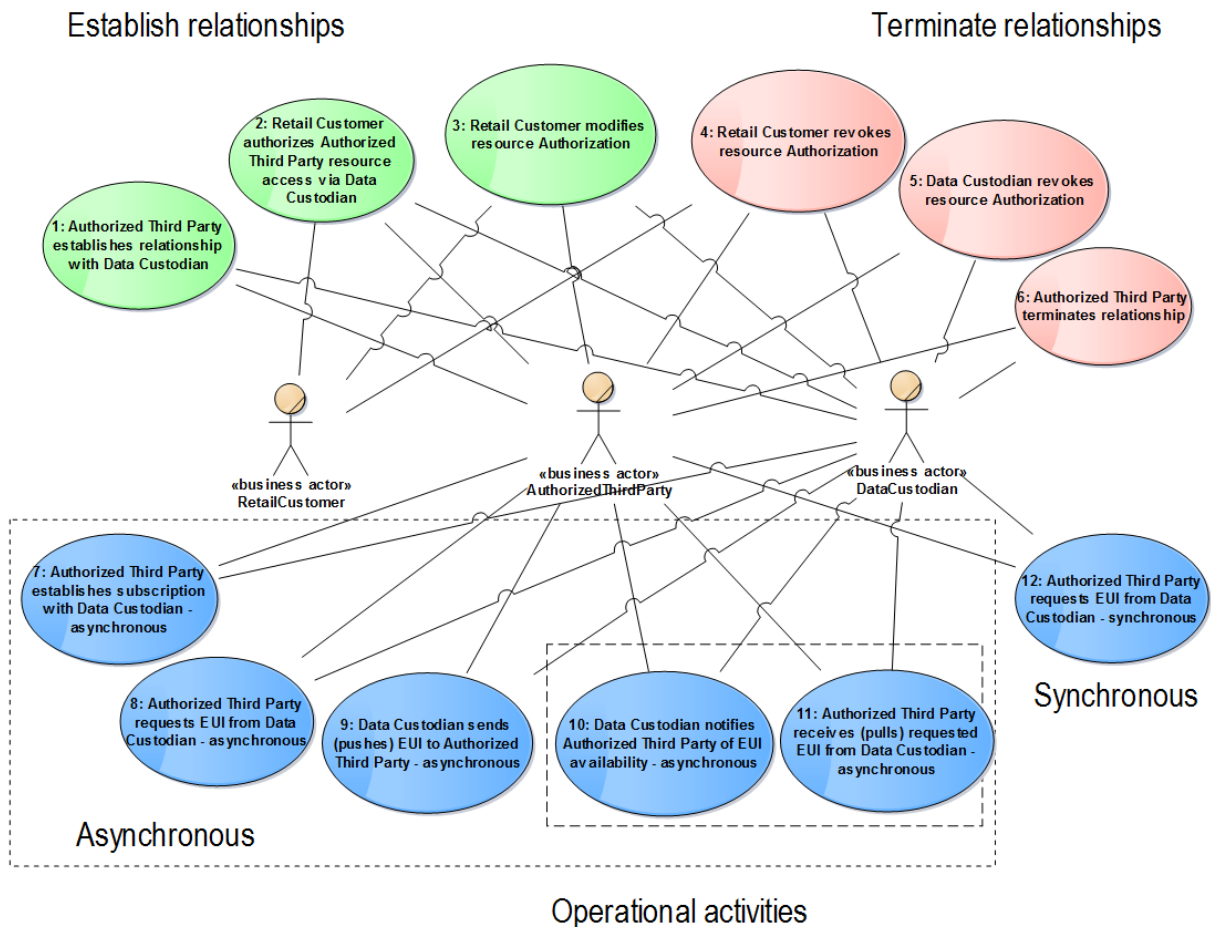 Establish relationships
Terminate relationships
1: Authorized Third Party
establishes relationship
with Data Custodian
2: Retail Customer
authorizes Authorized
Third Party resource
access via Data
Custodian
3: Retail Customer modifies
resource Authorization
4: Retail Customer revokes
resource Authorization
5: Data Custodian revokes
resource Authorization
6: Authorized Third Party
terminates relationship
«business actor»
RetailCustomer
«business actor»
AuthorizedThirdParty
«business actor»
DataCustodian
7: Authorized Third Party
establishes subscription
with Data Custodian -
asynchronous
8: Authorized Third Party
requests EUI from Data
Custodian - asynchronous
9: Data Custodian sends
(pushes) EUI to Authorized
Third Party - asynchronous
10: Data Custodian notifies
Authorized Third Party of EUI
availability - asynchronous
11: Authorized Third Party
receives (pulls) requested
EUI from Data Custodian -
asynchronous
12: Authorized Third Party
requests EUI from Data
Custodian - synchronous
Synchronous
Asynchronous
Operational activities